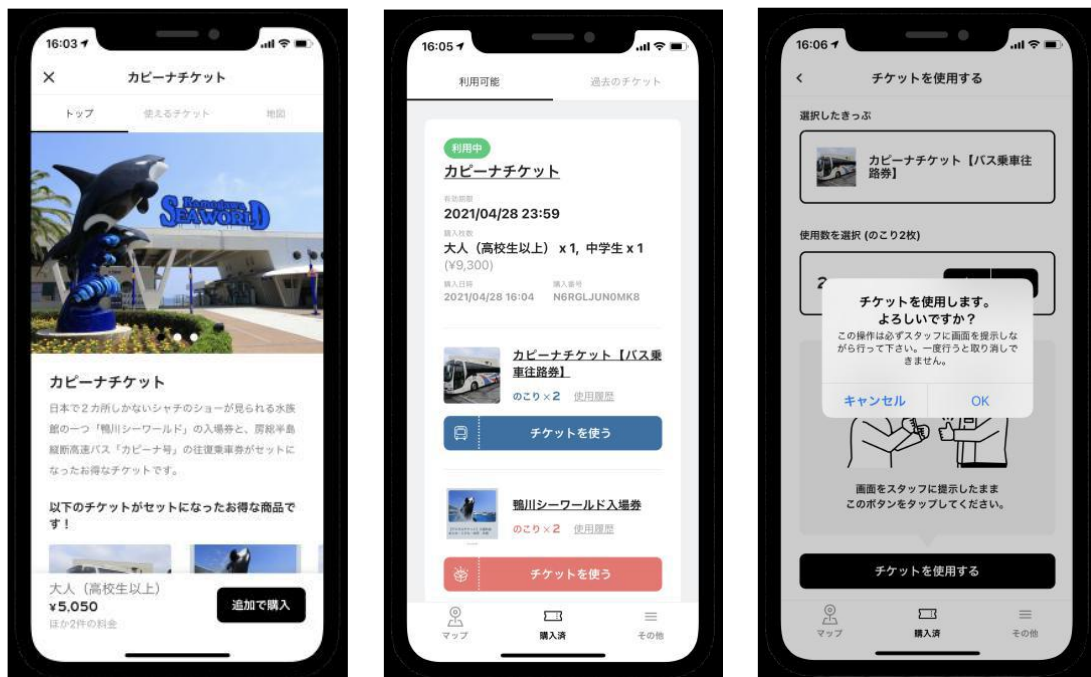 16:03
カピーナチケット
トップ
使えるチケット
地図
Kamogawa
SEAWORLD
カピーナチケット
日本で2カ所しかないシャチのショーが見られる水族
館の一つ「鴨川シーワールド」の入場券と、房総半島
縦断高速バス「カピーナ号」の往復乗車券がセットに
なったお得なチケットです。
以下のチケットがセットになったお得な商品で
す！
大人（高校生以上）
¥5,050
ほか2件の料金
追加で購入
16:05
利用可能
過去のチケット
利用中
カピーナチケット
有効期限
2021/04/28 23:59
購入枚数
大人（高校生以上） x 1, 中学生 x 1
(¥9,300)
購入日時
購入番号
2021/04/28 16:04
N6RGLJUN0MK8
カピーナチケット【バス乗
車往路券】
のこり×2
使用履歴
チケットを使う
鴨川シーワールド入場券
のこり×2
使用履歴
チケットを使う
マップ
購入済
その他
16:06
チケットを使用する
選択したきっぷ
カピーナチケット【バス乗車往
路券】
使用数を選択 (のこり2枚)
2
チケットを使用します。
よろしいですか？
この操作は必ずスタッフに画面を提示しな
がら行って下さい。一度行うと取り消しで
きません。
キャンセル
OK
画面をスタッフに提示したまま
このボタンをタップしてください。
チケットを使用する
マップ
購入済
その他